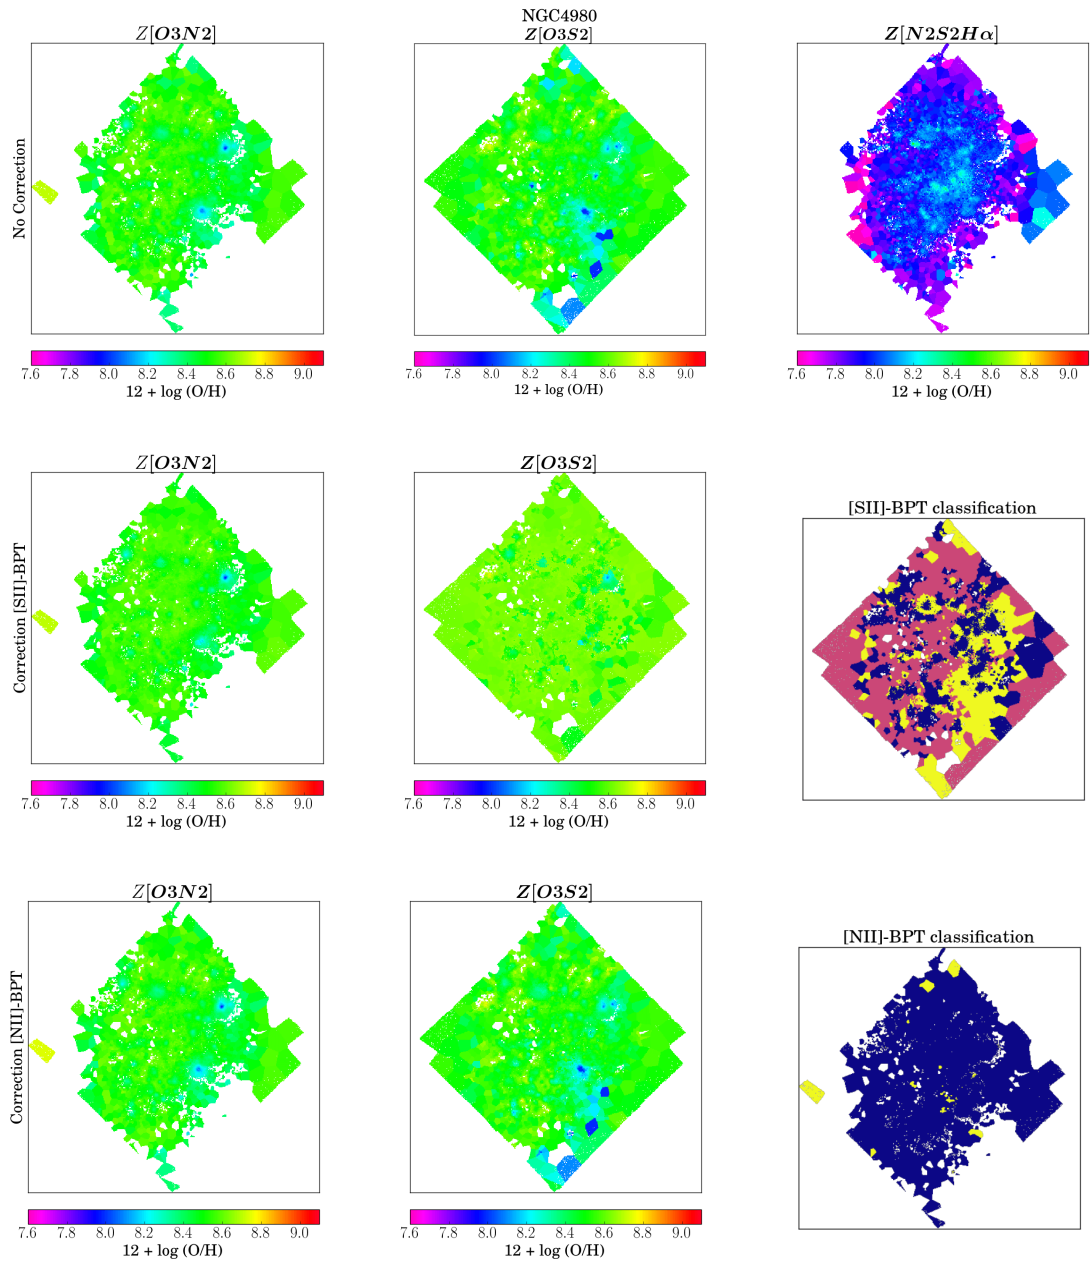 NGC4980
Z[O3N2]
Z[O3S2]
Z[N2S2Hα]
No Correction
7.6 7.8 8.0 8.2 8.4 8.6 8.8 9.0
12 + log (O/H)
7.6 7.8 8.0 8.2 8.4 8.6 8.8 9.0
12 + log (O/H)
7.6 7.8 8.0 8.2 8.4 8.6 8.8 9.0
12 + log (O/H)
Z[O3N2]
Z[O3S2]
[SII]-BPT classification
Correction [SII]-BPT
7.6 7.8 8.0 8.2 8.4 8.6 8.8 9.0
12 + log (O/H)
7.6 7.8 8.0 8.2 8.4 8.6 8.8 9.0
12 + log (O/H)
Z[O3N2]
Z[O3S2]
[NII]-BPT classification
Correction [NII]-BPT
7.6 7.8 8.0 8.2 8.4 8.6 8.8 9.0
12 + log (O/H)
7.6 7.8 8.0 8.2 8.4 8.6 8.8 9.0
12 + log (O/H)